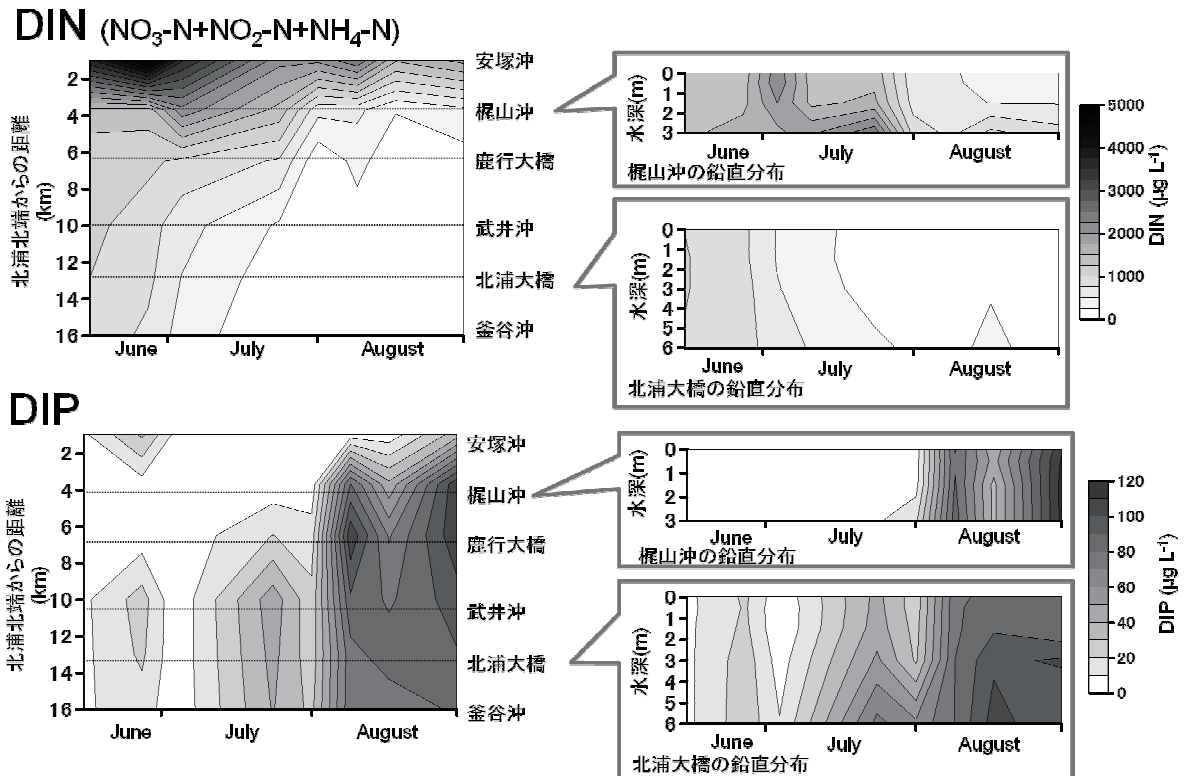 DIN (NO3-N+NO2-N+NH4-N)
北浦北端からの距離
(km)
2
4
6
8
10
12
14
16
June
July
August
安塚沖
梶山沖
鹿行大橋
武井沖
北浦大橋
釜谷沖
水深(m)
0
1
2
3
June
July
August
梶山沖の鉛直分布
水深(m)
0
1
2
3
4
5
6
June
July
August
北浦大橋の鉛直分布
5000
4000
3000
2000
1000
0
DIN (μg L-1)
DIP
北浦北端からの距離
(km)
2
4
6
8
10
12
14
16
June
July
August
安塚沖
梶山沖
鹿行大橋
武井沖
北浦大橋
釜谷沖
水深(m)
0
1
2
3
June
July
August
梶山沖の鉛直分布
水深(m)
0
1
2
3
4
5
6
June
July
August
北浦大橋の鉛直分布
120
100
80
60
40
20
0
DIP (μg L-1)